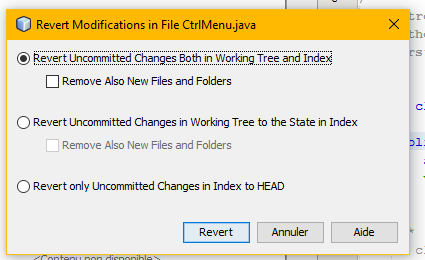 Revert Modifications in File CtrlMenu.java
Revert Uncommitted Changes Both in Working Tree and Index
Remove Also New Files and Folders
Revert Uncommitted Changes in Working Tree to the State in Index
Remove Also New Files and Folders
Revert only Uncommitted Changes in Index to HEAD
Revert Annuler Aide
<Contenu non disponible>